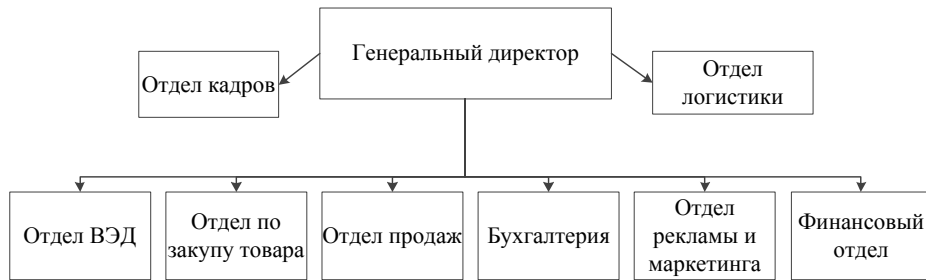 Генеральный директор
Отдел кадров
Отдел
логистики
Отдел ВЭД
Отдел по
закупу товара
Отдел продаж
Бухгалтерия
Отдел
рекламы и
маркетинга
Финансовый
отдел